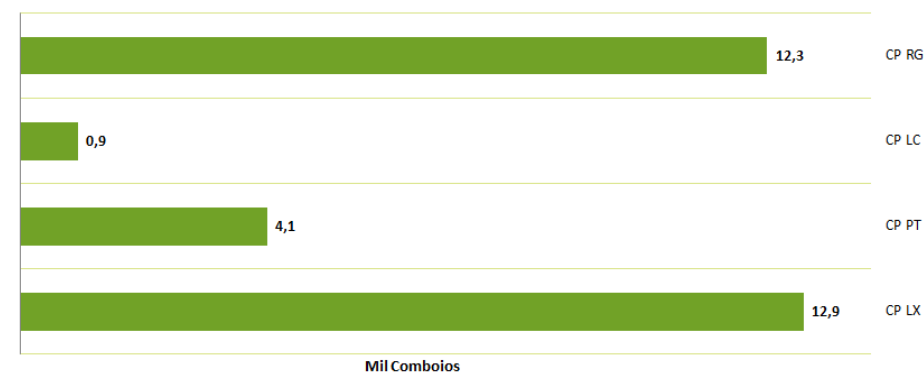 12,3 CP RG
0,9 CP LC
4,1 CP PT
12,9 CP LX
Mil Comboios